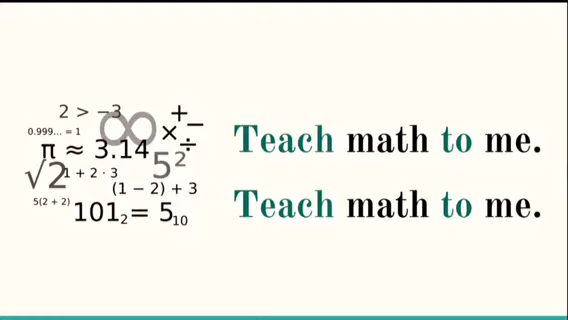 2 > −3
∞
+
−
0.999... = 1
×
÷
π ≈ 3.14
5²
√2
1 + 2 · 3
(1 − 2) + 3
5(2 + 2)
101₂= 5₁₀
Teach math to me.
Teach math to me.